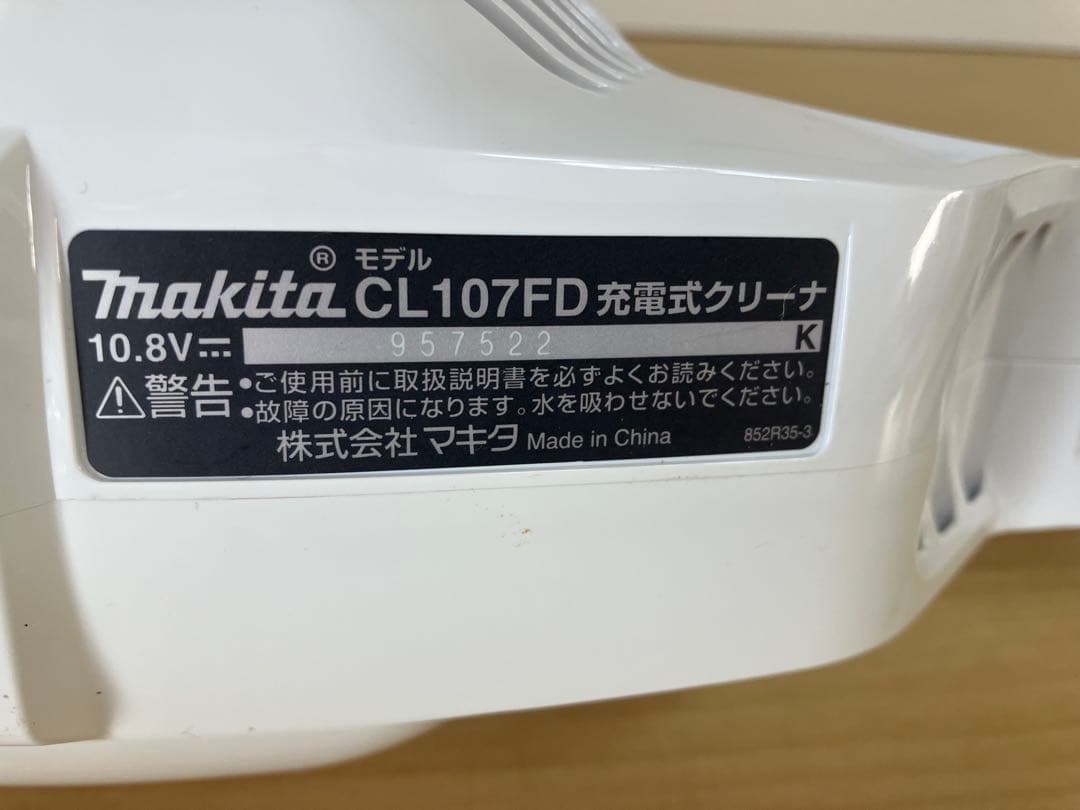 makita® モデル CL107FD 充電式クリーナ
10.8V⎓ 957522 K
⚠警告 •ご使用前に取扱説明書を必ずよくお読みください。
•故障の原因になります。水を吸わせないでください。
株式会社マキタ Made in China 852R35-3